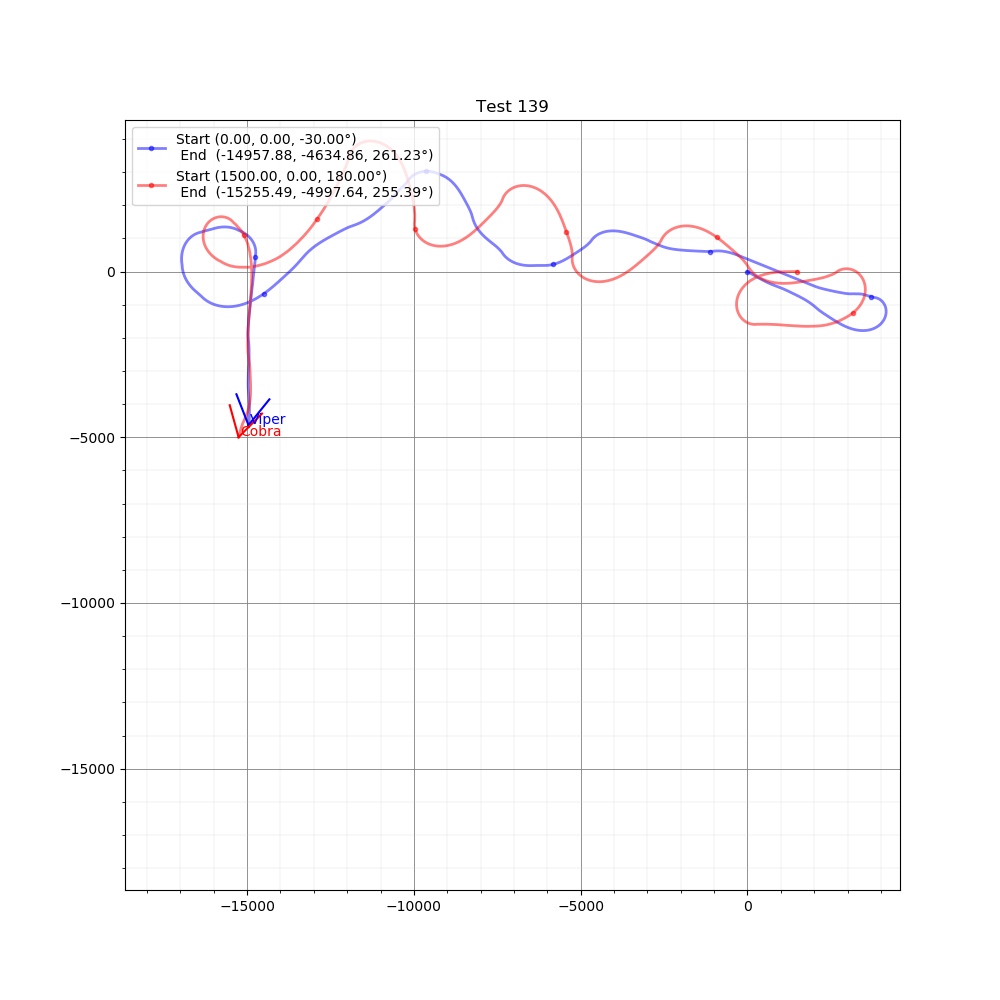 Test 139
Start (0.00, 0.00, -30.00°)
End  (-14957.88, -4634.86, 261.23°)
Start (1500.00, 0.00, 180.00°)
End  (-15255.49, -4997.64, 255.39°)
0
−5000
−10000
−15000
Viper
Cobra
−15000
−10000
−5000
0